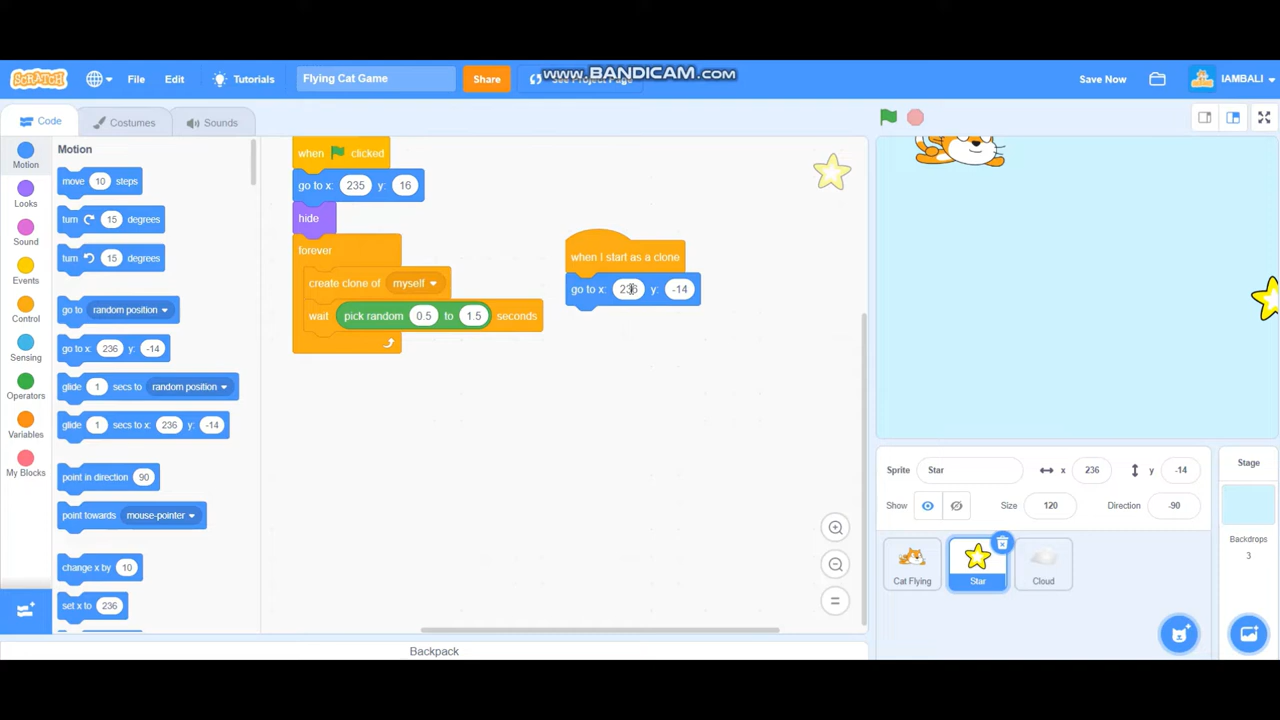 www.BANDICAM.com
SCRATCH File Edit Tutorials Flying Cat Game Share See Project Page Save Now IAMBALI
Code Costumes Sounds
Motion
Looks
Sound
Events
Control
Sensing
Operators
Variables
My Blocks
Motion
move 10 steps
turn 15 degrees
turn 15 degrees
go to random position
go to x: 236 y: -14
glide 1 secs to random position
glide 1 secs to x: 236 y: -14
point in direction 90
point towards mouse-pointer
change x by 10
set x to 236
when clicked
go to x: 235 y: 16
hide
forever
create clone of myself
wait pick random 0.5 to 1.5 seconds
when I start as a clone
go to x: 236 y: -14
Sprite Star x 236 y -14
Show Size 120 Direction -90
Cat Flying
Star
Cloud
Stage
Backdrops
3
Backpack